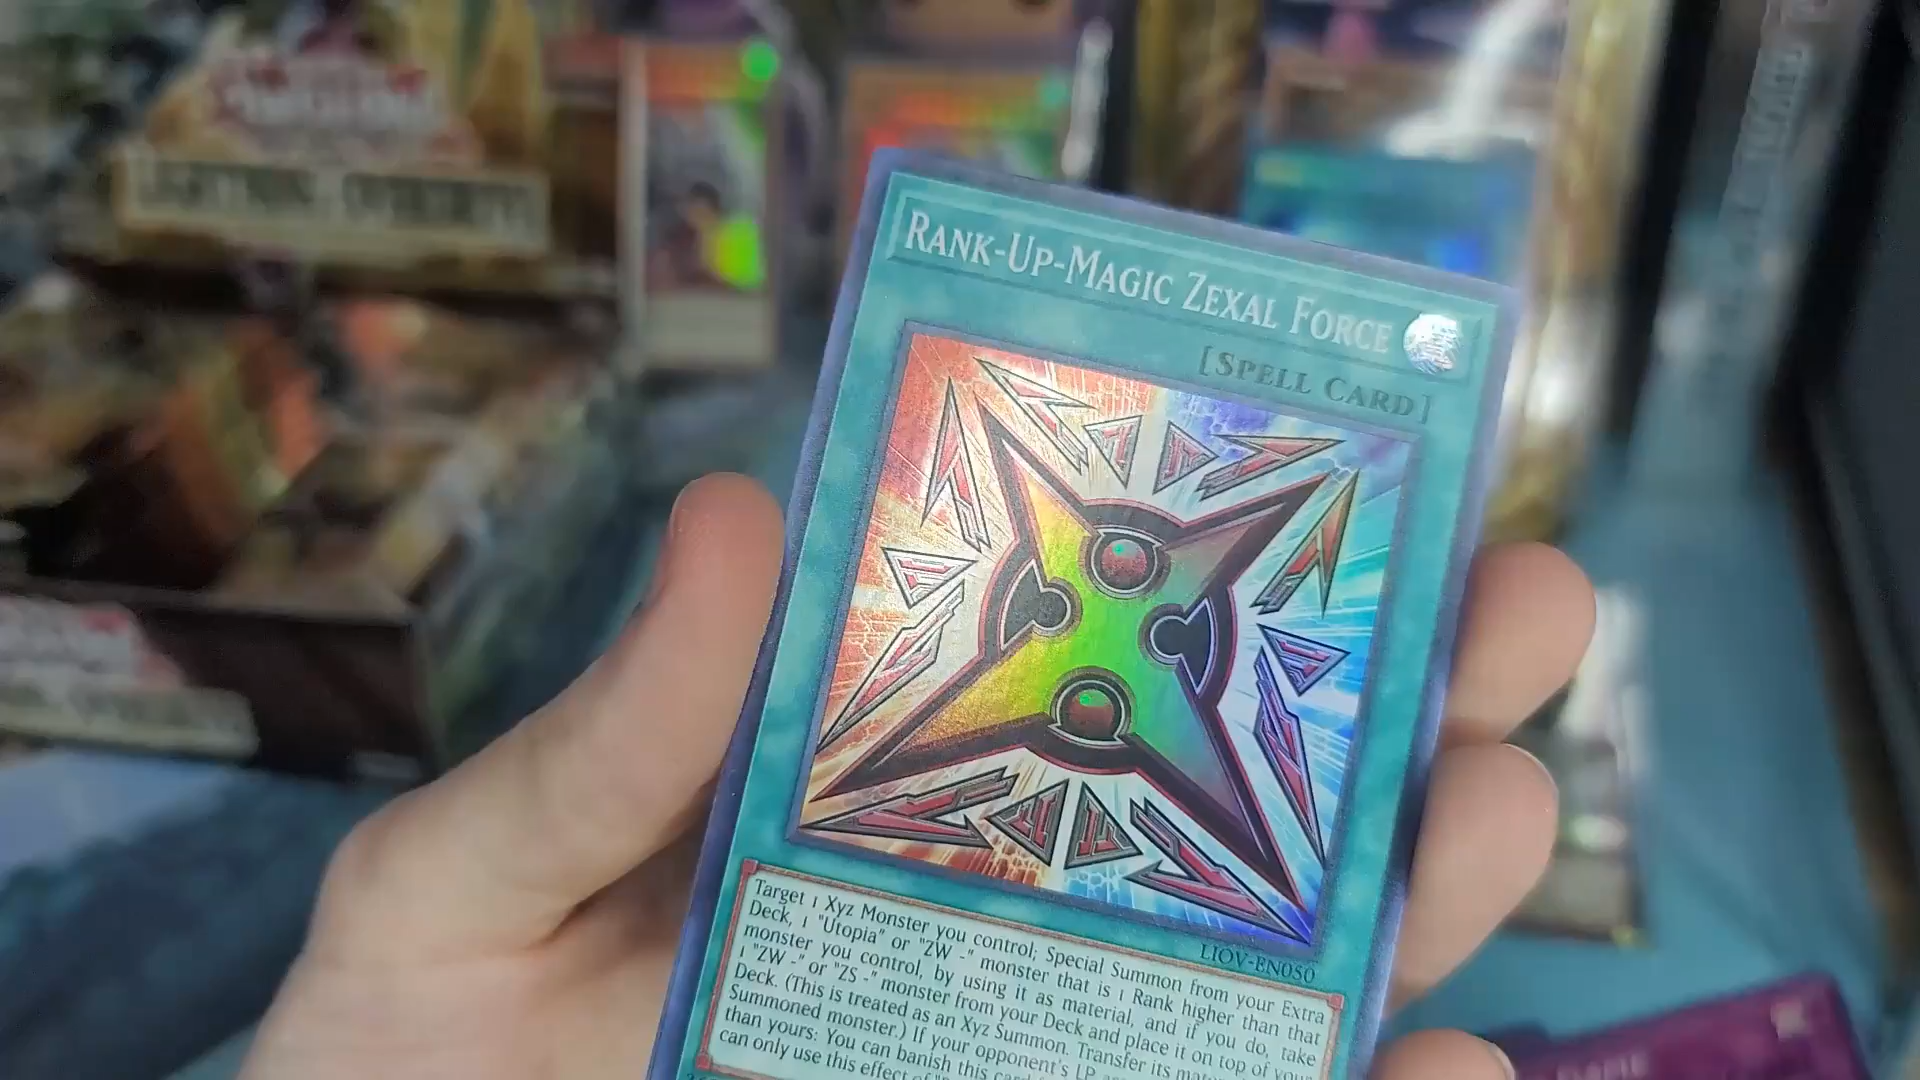 RANK-UP-MAGIC ZEXAL FORCE
[SPELL CARD]
LIOV-EN050
Target 1 Xyz Monster you control; Special Summon from your Extra
Deck, 1 "Utopia" or "ZW -" monster that is 1 Rank higher than that
monster you control, by using it as material, and if you do, take
1 "ZW -" or "ZS -" monster from your Deck and place it on top of your
Deck. (This is treated as an Xyz Summon. Transfer its
Summoned monster.) If your opponent's LP
than yours: You can banish this card
can only use this effect of
LIGHTNING OVERDRIVE